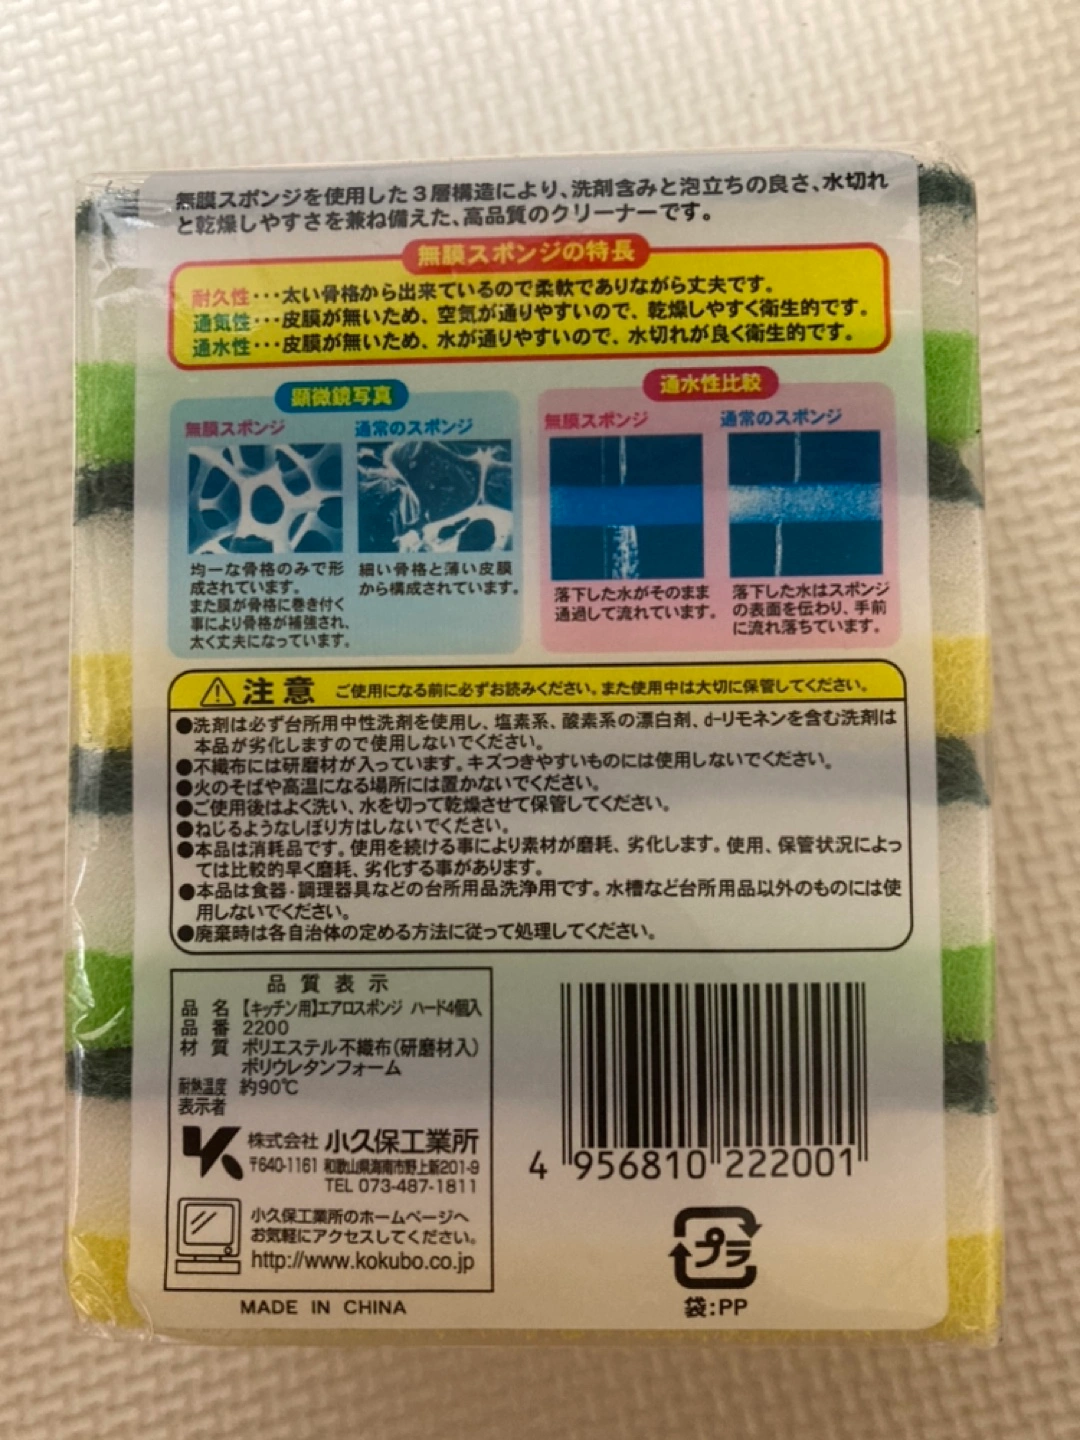 無膜スポンジを使用した3層構造により、洗剤含みと泡立ちの良さ、水切れ
と乾燥しやすさを兼ね備えた、高品質のクリーナーです。
無膜スポンジの特長
耐久性･･･太い骨格から出来ているので柔軟でありながら丈夫です。
通気性･･･皮膜が無いため、空気が通りやすいので、乾燥しやすく衛生的です。
通水性･･･皮膜が無いため、水が通りやすいので、水切れが良く衛生的です。
顕微鏡写真
無膜スポンジ 通常のスポンジ
均一な骨格のみで形
成されています。
また膜が骨格に巻き付く
事により骨格が補強され、
太く丈夫になっています。
細い骨格と薄い皮膜
から構成されています。
通水性比較
無膜スポンジ 通常のスポンジ
落下した水がそのまま
通過して流れています。
落下した水はスポンジ
の表面を伝わり、手前
に流れ落ちています。
注意 ご使用になる前に必ずお読みください。また使用中は大切に保管してください。
●洗剤は必ず台所用中性洗剤を使用し、塩素系、酸素系の漂白剤、d-リモネンを含む洗剤は
本品が劣化しますので使用しないでください。
●不織布には研磨材が入っています。キズつきやすいものには使用しないでください。
●火のそばや高温になる場所には置かないでください。
●ご使用後はよく洗い、水を切って乾燥させて保管してください。
●ねじるようなしぼり方はしないでください。
●本品は消耗品です。使用を続ける事により素材が磨耗、劣化します。使用、保管状況によっ
ては比較的早く磨耗、劣化する事があります。
●本品は食器・調理器具などの台所用品洗浄用です。水槽など台所用品以外のものには使
用しないでください。
●廃棄時は各自治体の定める方法に従って処理してください。
品質表示
品名 【キッチン用】エアロスポンジ ハード4個入
品番 2200
材質 ポリエステル不織布(研磨材入)
ポリウレタンフォーム
耐熱温度 約90℃
表示者
株式会社 小久保工業所
〒640-1161 和歌山県海南市野上新201-9
TEL 073-487-1811
小久保工業所のホームページへ
お気軽にアクセスしてください。
http://www.kokubo.co.jp
MADE IN CHINA
4 956810 222001
プラ
袋:PP